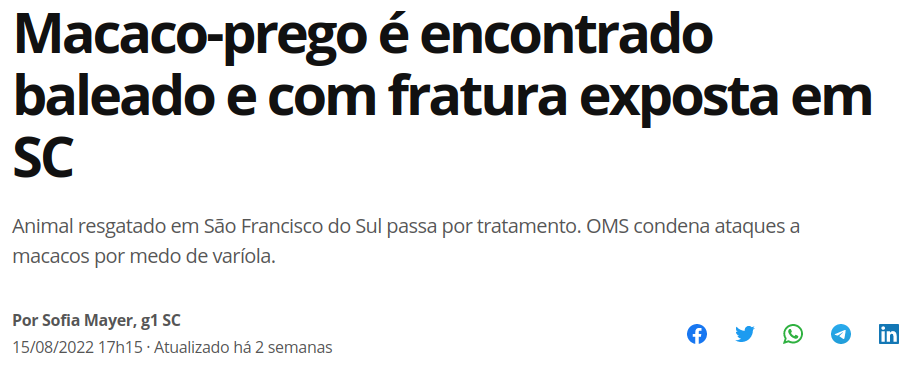 Macaco-prego é encontrado
baleado e com fratura exposta em
SC
Animal resgatado em São Francisco do Sul passa por tratamento. OMS condena ataques a
macacos por medo de varíola.
Por Sofia Mayer, g1 SC
15/08/2022 17h15 · Atualizado há 2 semanas